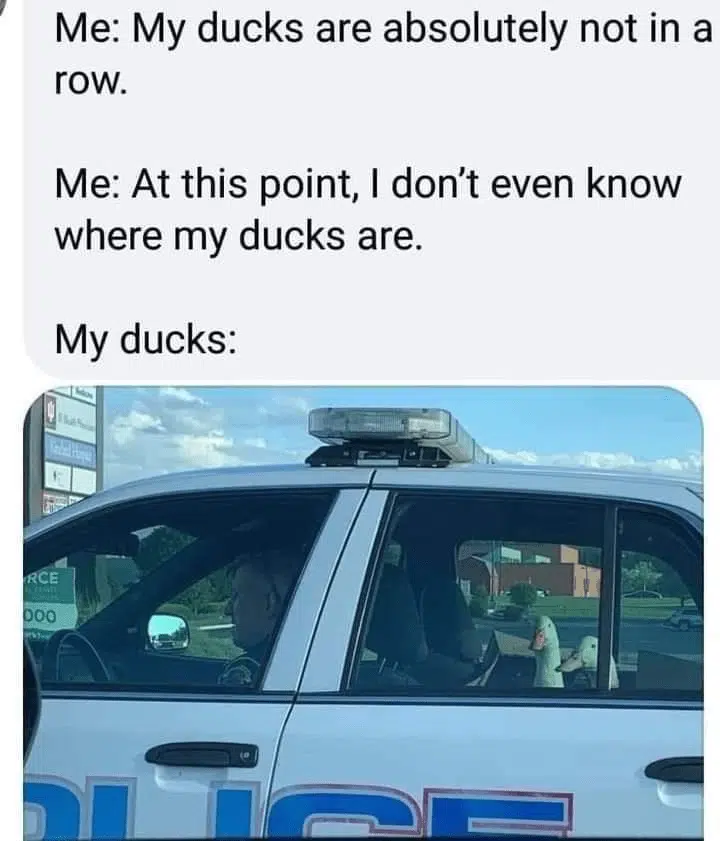 Me: My ducks are absolutely not in a
row.
Me: At this point, I don't even know
where my ducks are.
My ducks:
RCE
000